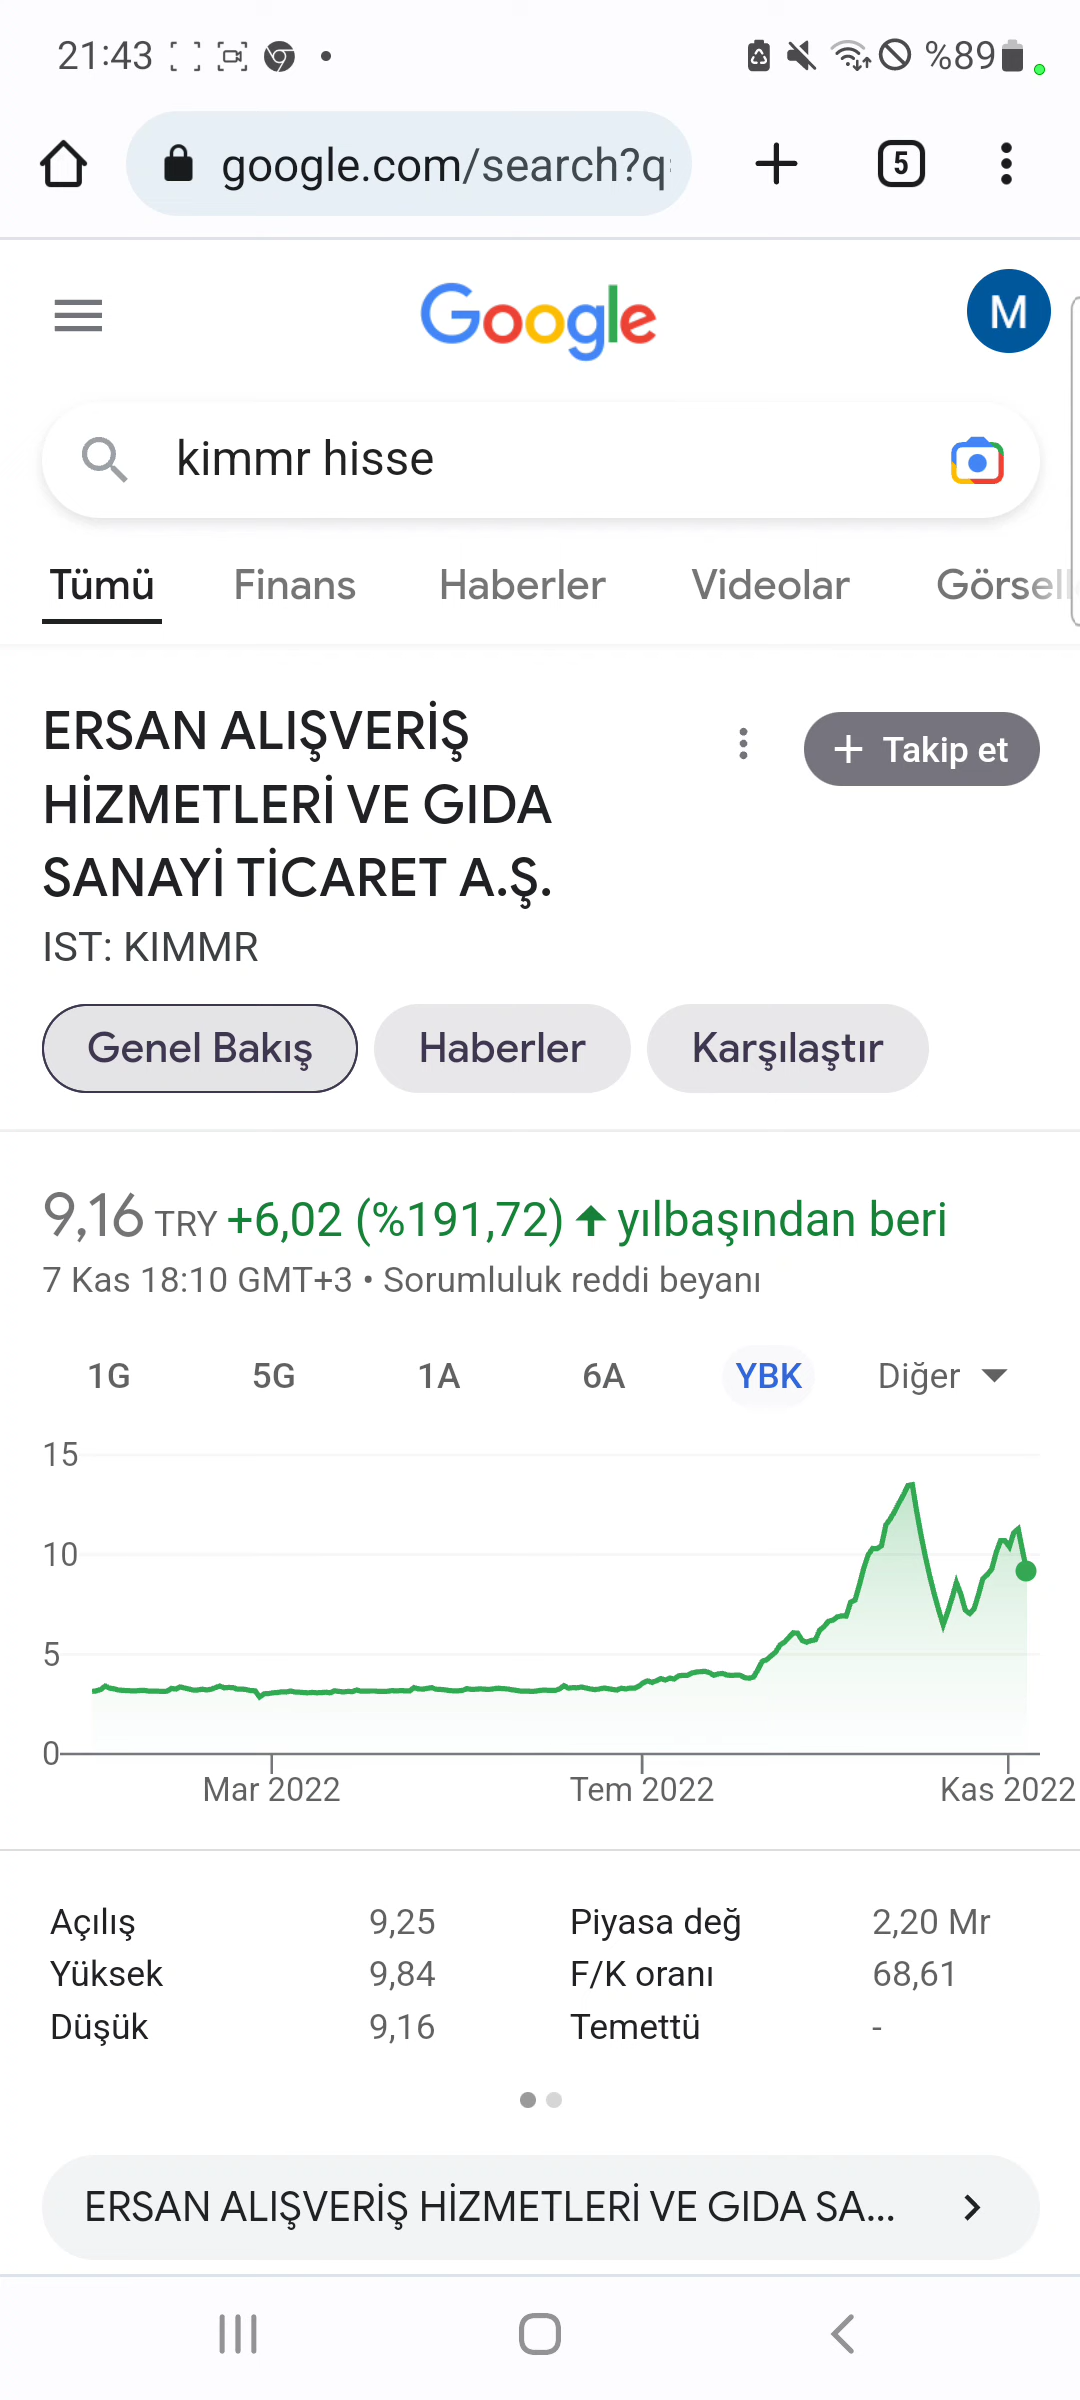 21:43
%89
google.com/search?q
5
Google
M
kimmr hisse
Tümü Finans Haberler Videolar Görsell
ERSAN ALIŞVERİŞ
HİZMETLERİ VE GIDA
SANAYİ TİCARET A.Ş.
+ Takip et
IST: KIMMR
Genel Bakış Haberler Karşılaştır
9,16 TRY +6,02 (%191,72) ↑ yılbaşından beri
7 Kas 18:10 GMT+3 • Sorumluluk reddi beyanı
1G 5G 1A 6A YBK Diğer
15
10
5
0
Mar 2022 Tem 2022 Kas 2022
Açılış 9,25 Piyasa değ 2,20 Mr
Yüksek 9,84 F/K oranı 68,61
Düşük 9,16 Temettü -
ERSAN ALIŞVERİŞ HİZMETLERİ VE GIDA SA...